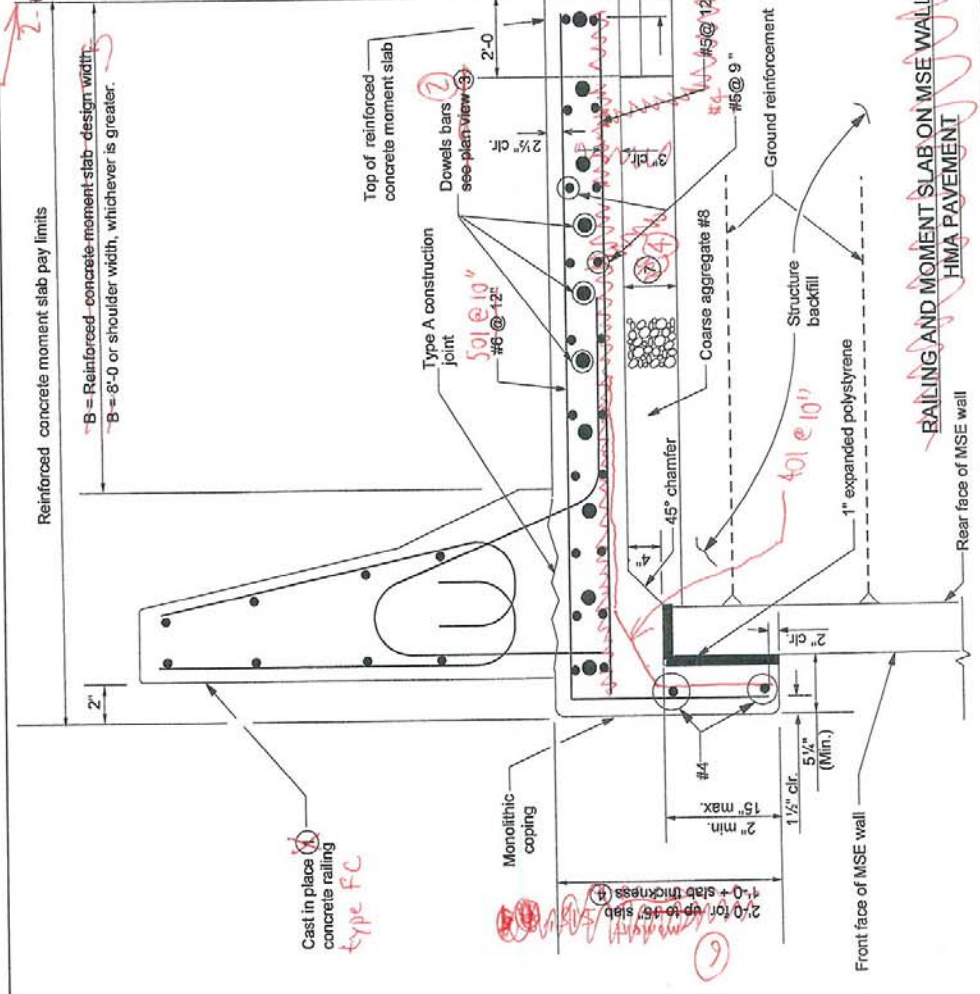 2-
Reinforced concrete moment slab pay limits
B = Reinforced concrete moment slab design width.
B = 8'-0 or shoulder width, whichever is greater.
2"
Cast in place 1
concrete railing
type FC
Top of reinforced
concrete moment slab
Dowels bars 2
see plan view 3
2'-0
2½" clr.
3" clr.
#5@ 12
#4
#5@ 9"
Type A construction
joint
501 @ 10"
#6 @ 12"
4
7
Coarse aggregate #8
Ground reinforcement
Structure
backfill
Monolithic
coping
4"
45° chamfer
401 @ 10"
1" expanded polystyrene
2" clr.
#4
1½" clr.
5¼"
(Min.)
2" min.
15" max.
2'-0 for up to 15" slab
1'-0 + slab thickness 4
6
Front face of MSE wall
Rear face of MSE wall
RAILING AND MOMENT SLAB ON MSE WALL
HMA PAVEMENT